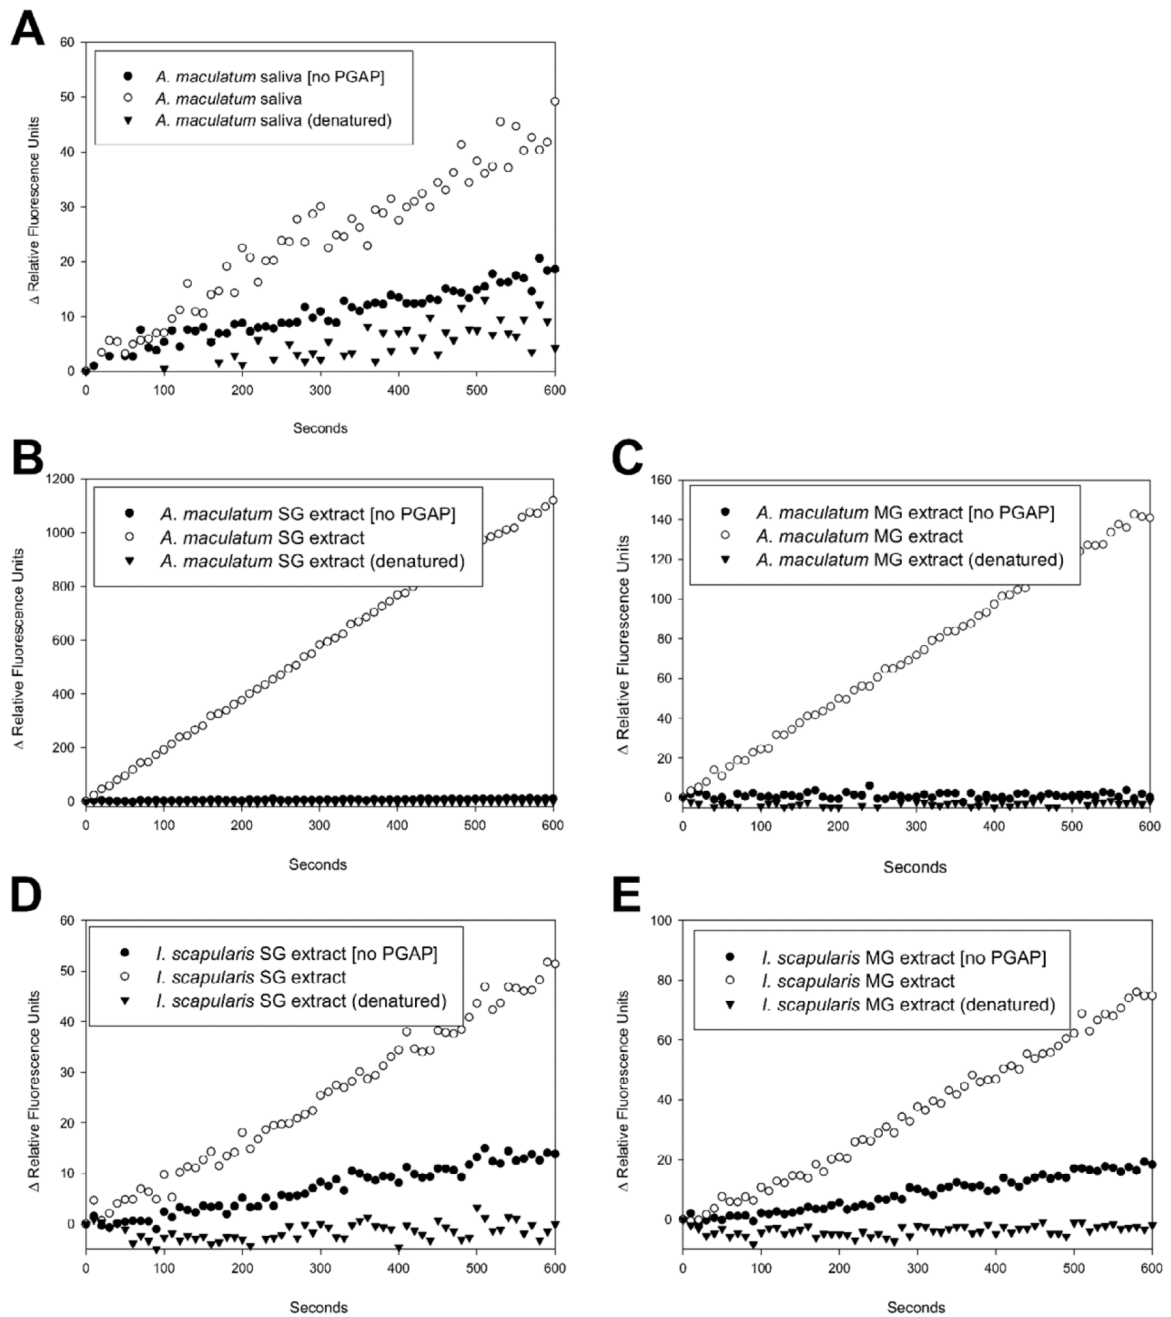 A
60
50
40
30
20
10
0
Δ Relative Fluorescence Units
A. maculatum saliva [no PGAP]
A. maculatum saliva
A. maculatum saliva (denatured)
0 100 200 300 400 500 600
Seconds
B
1200
1000
800
600
400
200
0
Δ Relative Fluorescence Units
A. maculatum SG extract [no PGAP]
A. maculatum SG extract
A. maculatum SG extract (denatured)
0 100 200 300 400 500 600
Seconds
C
160
140
120
100
80
60
40
20
0
Δ Relative Fluorescence Units
A. maculatum MG extract [no PGAP]
A. maculatum MG extract
A. maculatum MG extract (denatured)
0 100 200 300 400 500 600
Seconds
D
60
50
40
30
20
10
0
Δ Relative Fluorescence Units
I. scapularis SG extract [no PGAP]
I. scapularis SG extract
I. scapularis SG extract (denatured)
0 100 200 300 400 500 600
Seconds
E
100
80
60
40
20
0
Δ Relative Fluorescence Units
I. scapularis MG extract [no PGAP]
I. scapularis MG extract
I. scapularis MG extract (denatured)
0 100 200 300 400 500 600
Seconds